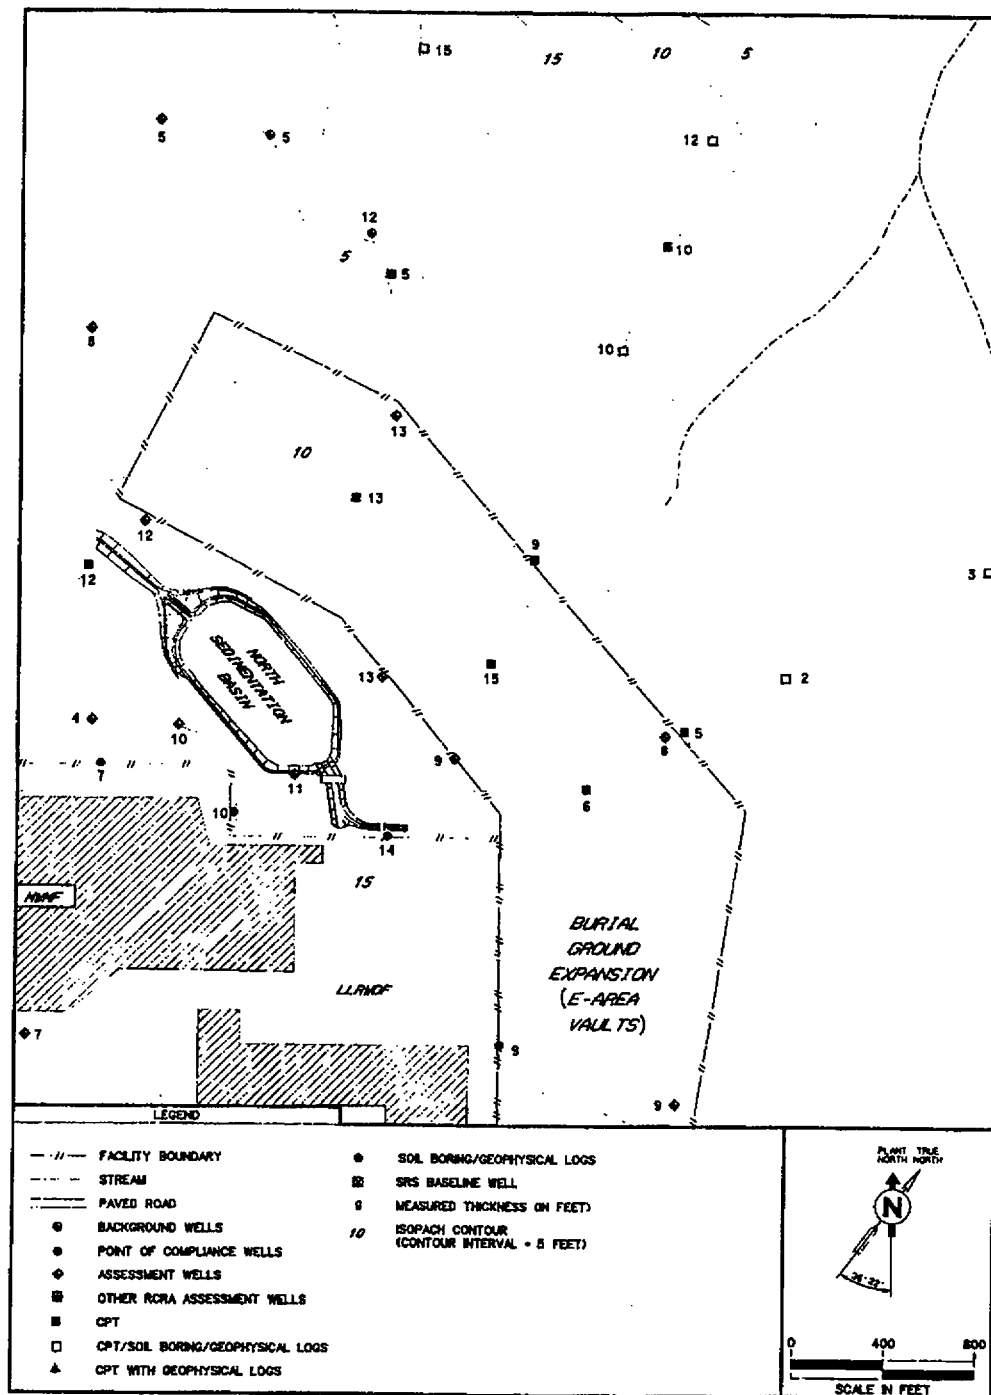 15
15
10
5
5
5
12
12
5
5
10
8
10
13
10
13
12
9
12
3
NORTH
SEDIMENTATION
BASIN
13
15
2
4
10
9
5
7
11
6
10
14
15
BURIAL
GROUND
EXPANSION
(E-AREA
VAULTS)
LLRWDF
7
9
9
LEGEND
FACILITY BOUNDARY
STREAM
PAVED ROAD
BACKGROUND WELLS
POINT OF COMPLIANCE WELLS
ASSESSMENT WELLS
OTHER RCRA ASSESSMENT WELLS
CPT
CPT/SOIL BORING/GEOPHYSICAL LOGS
CPT WITH GEOPHYSICAL LOGS
SOIL BORING/GEOPHYSICAL LOGS
SRS BASELINE WELL
9 MEASURED THICKNESS (IN FEET)
10 ISOPACH CONTOUR
(CONTOUR INTERVAL = 5 FEET)
PLANT TRUE
NORTH NORTH
N
0 400 800
SCALE IN FEET